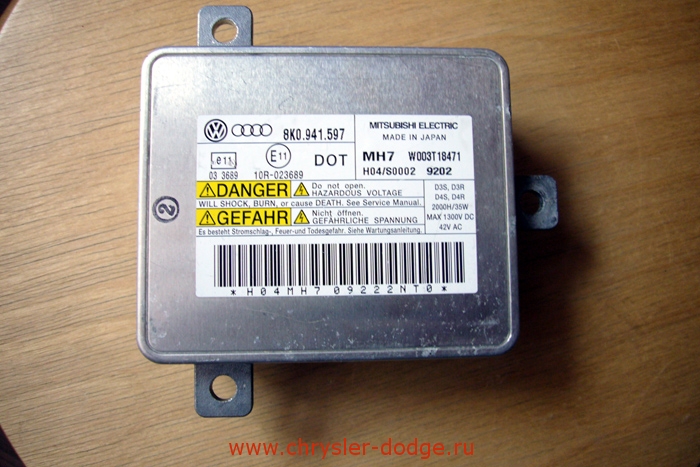 8K0.941.597
MITSUBISHI ELECTRIC
MADE IN JAPAN
e11
E11
DOT
MH7 W003T18471
03 3689
10R-023689
H04/S0002 9202
DANGER
Do not open.
HAZARDOUS VOLTAGE
WILL SHOCK, BURN, or cause DEATH. See Service Manual.
GEFAHR
Nicht öffnen.
GEFÄHRLICHE SPANNUNG
Es besteht Stromschlag-, Feuer-und Todesgefahr. Siehe Wartungsanleitung.
D3S, D3R
D4S, D4R
2000H/35W
MAX 1300V DC
42V AC
*H04MH709222NT0*
2
www.chrysler-dodge.ru